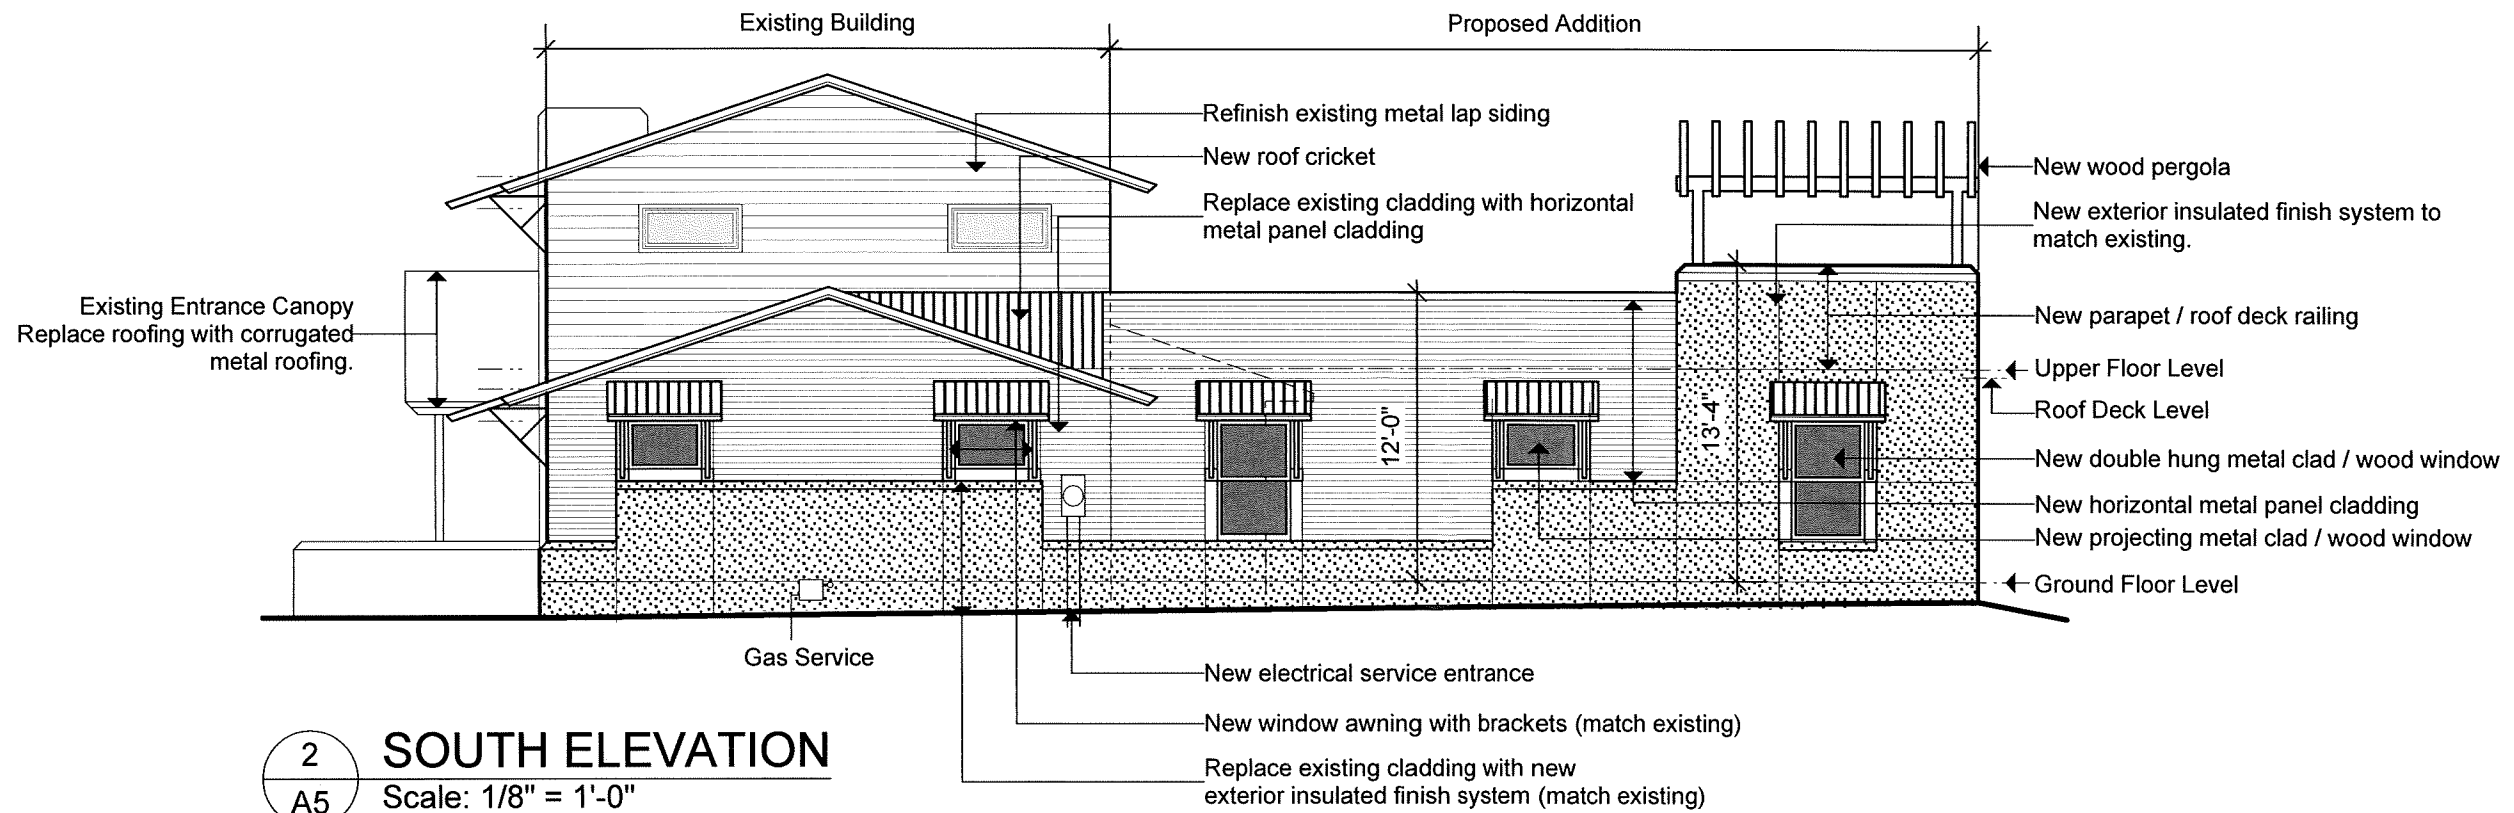 Existing Building
Proposed Addition
Refinish existing metal lap siding
New roof cricket
Replace existing cladding with horizontal
metal panel cladding
Existing Entrance Canopy
Replace roofing with corrugated
metal roofing.
12'-0"
13'-4"
New wood pergola
New exterior insulated finish system to
match existing.
New parapet / roof deck railing
Upper Floor Level
Roof Deck Level
New double hung metal clad / wood window
New horizontal metal panel cladding
New projecting metal clad / wood window
Ground Floor Level
Gas Service
New electrical service entrance
New window awning with brackets (match existing)
Replace existing cladding with new
exterior insulated finish system (match existing)
2
A5
SOUTH ELEVATION
Scale: 1/8" = 1'-0"